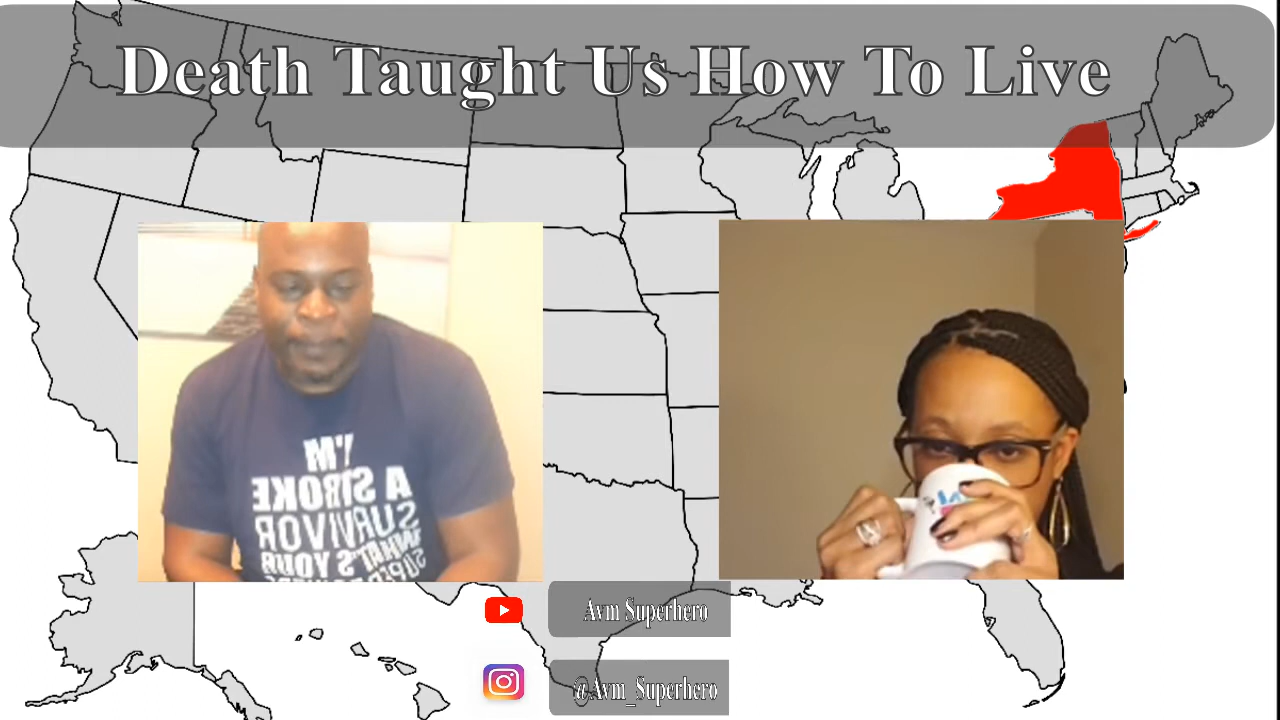 Death Taught Us How To Live
I'M
A STROKE
SURVIVOR
WHAT'S YOUR
Avm Superhero
@Avm_Superhero